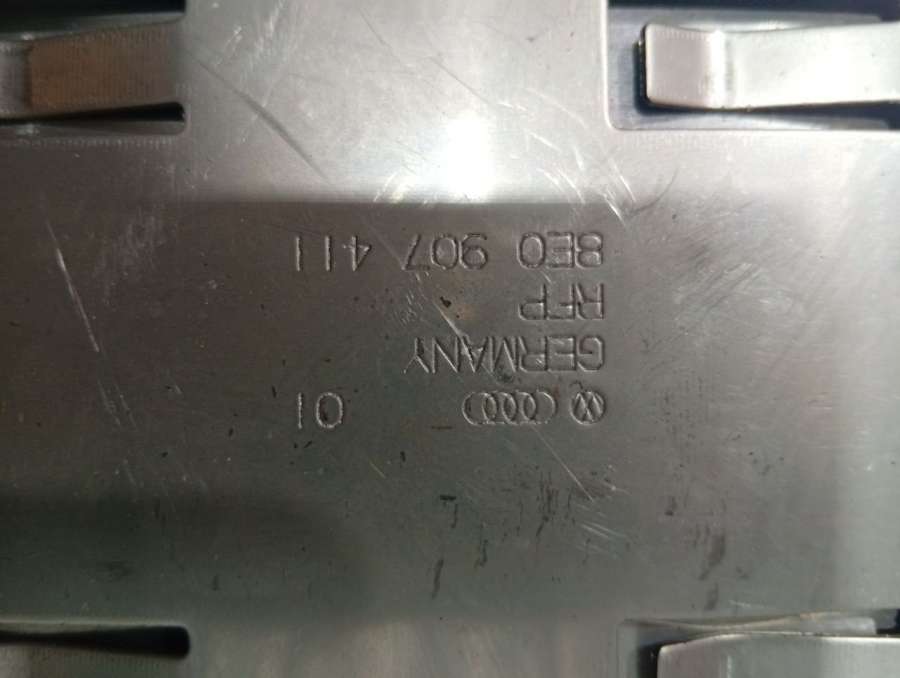 01
GERMANY
RFP
8E0 907 411